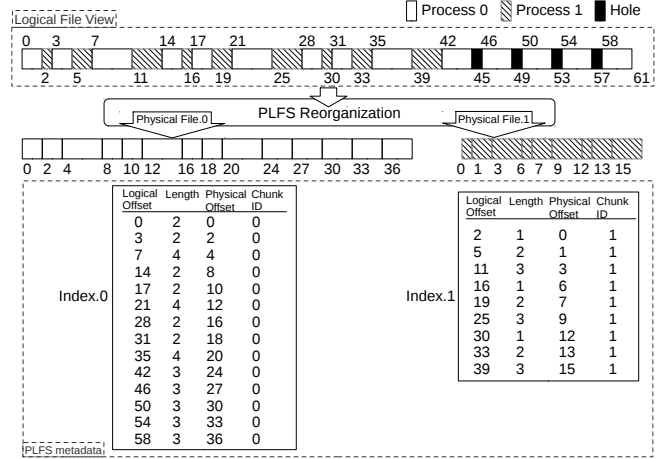 Logical File View
Process 0 Process 1 Hole
0 3 7 14 17 21 28 31 35 42 46 50 54 58
2 5 11 16 19 25 30 33 39 45 49 53 57 61
PLFS Reorganization
Physical File.0
Physical File.1
0 2 4 8 10 12 16 18 20 24 27 30 33 36
0 1 3 6 7 9 12 13 15
Index.0
Logical Offset Length Physical Offset Chunk ID
0 2 0 0
3 2 2 0
7 4 4 0
14 2 8 0
17 2 10 0
21 4 12 0
28 2 16 0
31 2 18 0
35 4 20 0
42 3 24 0
46 3 27 0
50 3 30 0
54 3 33 0
58 3 36 0
Index.1
Logical Offset Length Physical Offset Chunk ID
2 1 0 1
5 2 1 1
11 3 3 1
16 1 6 1
19 2 7 1
25 3 9 1
30 1 12 1
33 2 13 1
39 3 15 1
PLFS metadata